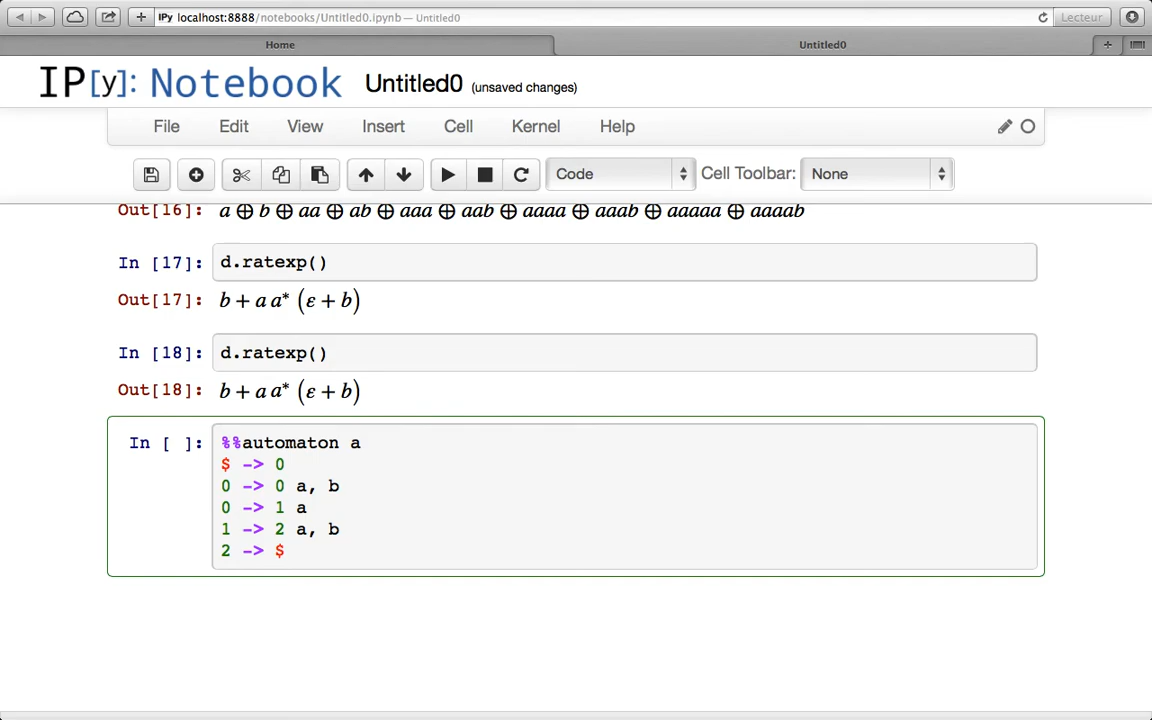 IPy localhost:8888/notebooks/Untitled0.ipynb — Untitled0
Lecteur
Home
Untitled0
IP[y]: Notebook Untitled0 (unsaved changes)
File Edit View Insert Cell Kernel Help
Code Cell Toolbar: None
Out[16]: a ⊕ b ⊕ aa ⊕ ab ⊕ aaa ⊕ aab ⊕ aaaa ⊕ aaab ⊕ aaaaa ⊕ aaaab
In [17]: d.ratexp()
Out[17]: b + a a* (ε + b)
In [18]: d.ratexp()
Out[18]: b + a a* (ε + b)
In [ ]: %%automaton a
$ -> 0
0 -> 0 a, b
0 -> 1 a
1 -> 2 a, b
2 -> $